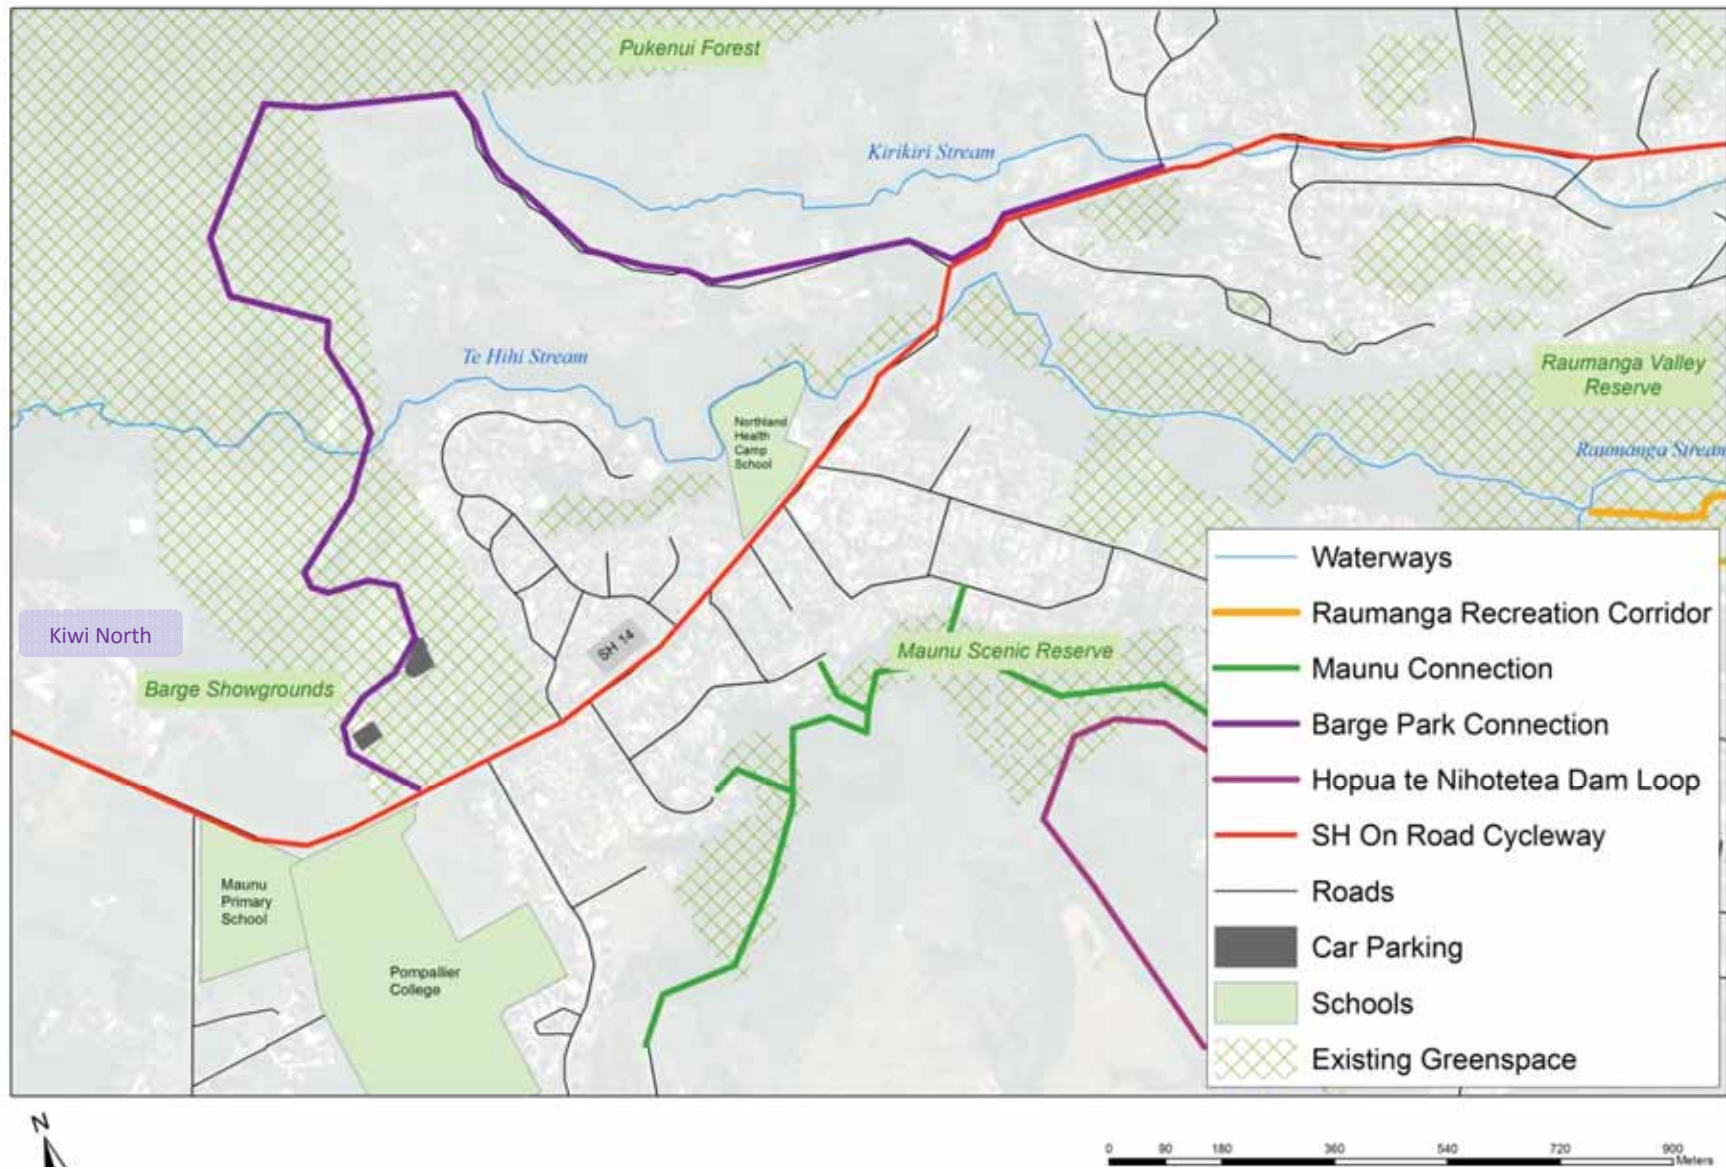 Pukenui Forest
Kirikiri Stream
Te Hihi Stream
Raumanga Valley
Reserve
Northland
Health
Camp
School
Raumanga Stream
Kiwi North
SH 14
Maunu Scenic Reserve
Barge Showgrounds
Maunu
Primary
School
Pompallier
College
Waterways
Raumanga Recreation Corridor
Maunu Connection
Barge Park Connection
Hopua te Nihotetea Dam Loop
SH On Road Cycleway
Roads
Car Parking
Schools
Existing Greenspace
N
0 90 180 360 540 720 900
Meters